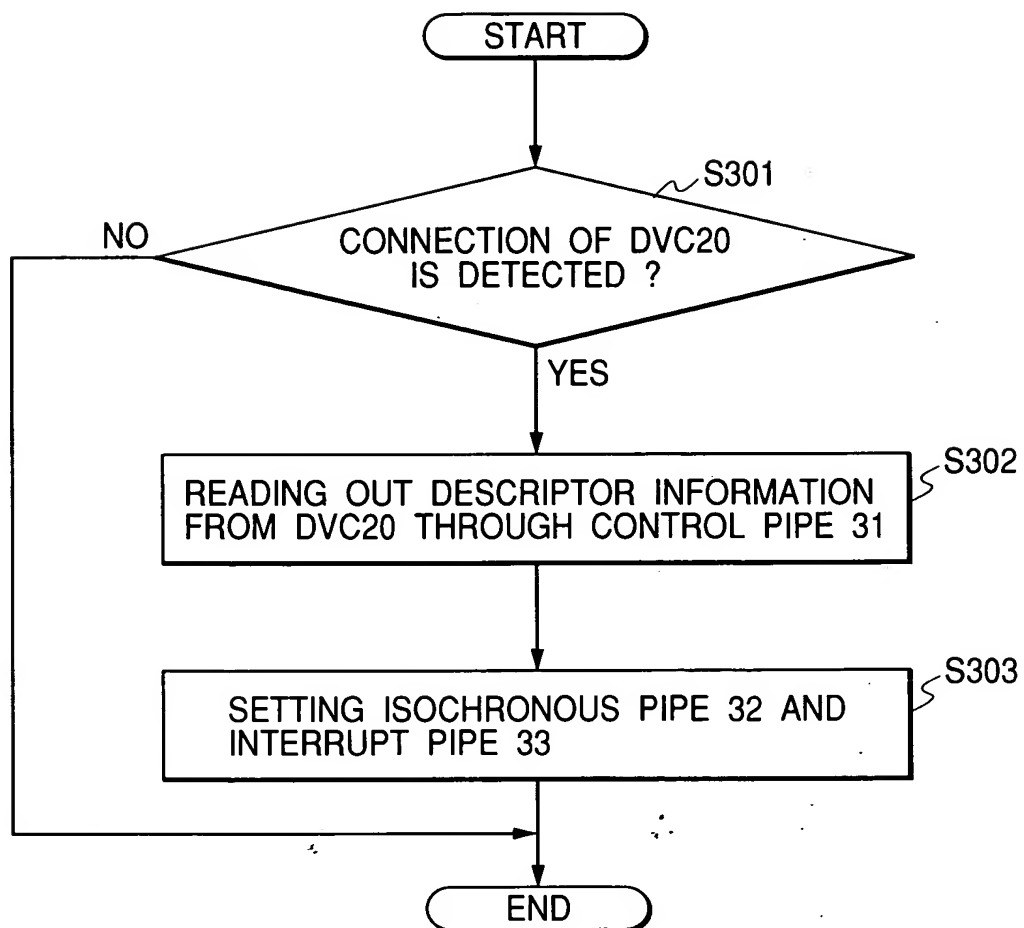 START
S301
NO
CONNECTION OF DVC20
IS DETECTED ?
YES
S302
READING OUT DESCRIPTOR INFORMATION
FROM DVC20 THROUGH CONTROL PIPE 31
S303
SETTING ISOCHRONOUS PIPE 32 AND
INTERRUPT PIPE 33
END